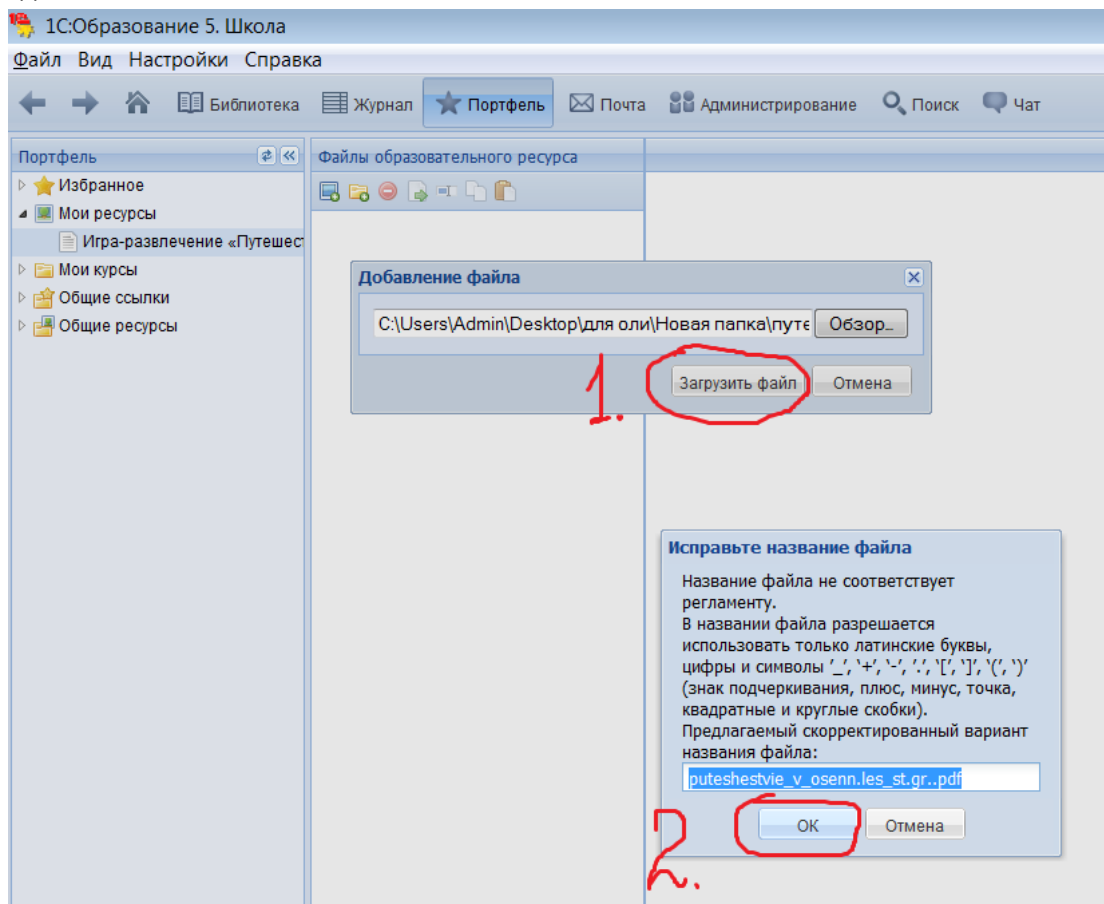 1С:Образование 5. Школа
Файл Вид Настройки Справка
Библиотека Журнал Портфель Почта Администрирование Поиск Чат
Портфель
Избранное
Мои ресурсы
Игра-развлечение «Путешес
Мои курсы
Общие ссылки
Общие ресурсы
Файлы образовательного ресурса
Добавление файла
C:\Users\Admin\Desktop\для оли\Новая папка\путе Обзор...
1.
Загрузить файл Отмена
Исправьте название файла
Название файла не соответствует
регламенту.
В названии файла разрешается
использовать только латинские буквы,
цифры и символы '_', '+', '-', '.', '[', ']', '(', ')'
(знак подчеркивания, плюс, минус, точка,
квадратные и круглые скобки).
Предлагаемый скорректированный вариант
названия файла:
puteshestvie_v_osenn.les_st.gr..pdf
2.
ОК Отмена